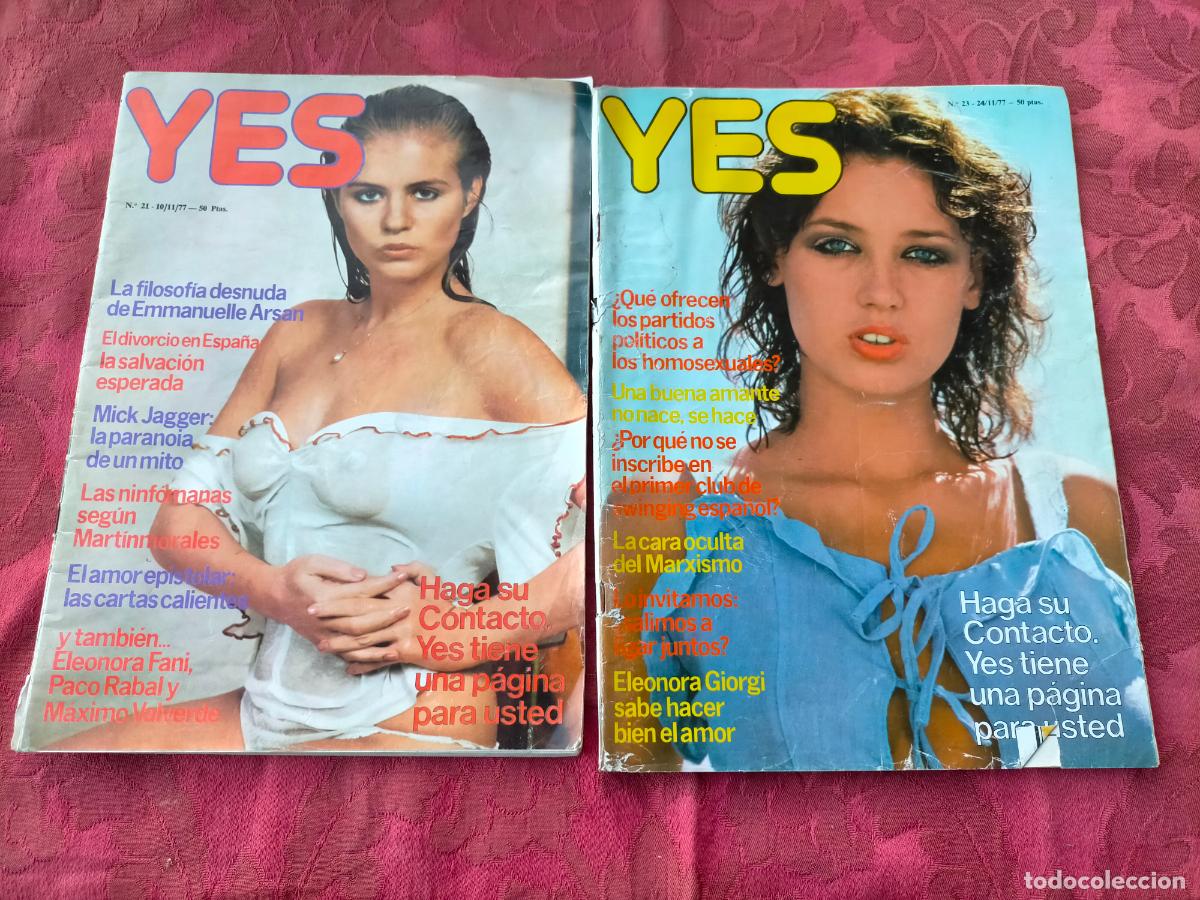 YES
N.º 21 - 10/11/77 — 50 Ptas.
La filosofía desnuda
de Emmanuelle Arsan
El divorcio en España
la salvación
esperada
Mick Jagger:
la paranoia
de un mito
Las ninfómanas
según
Martínmorales
El amor epistolar:
las cartas calientes
y también...
Eleonora Fani,
Paco Rabal y
Máximo Valverde
Haga su
Contacto.
Yes tiene
una página
para usted
YES
N.º 23 - 24/11/77 — 50 ptas.
¿Qué ofrecen
los partidos
políticos a
los homosexuales?
Una buena amante
no nace, se hace
¿Por qué no se
inscribe en
el primer club de
swinging español?
La cara oculta
del Marxismo
Lo invitamos:
¿salimos a
ligar juntos?
Eleonora Giorgi
sabe hacer
bien el amor
Haga su
Contacto.
Yes tiene
una página
para usted
todocoleccion